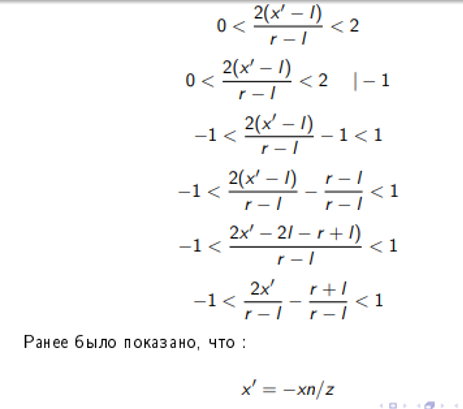 0 < 2(x′ − l) / r − l < 2
0 < 2(x′ − l) / r − l < 2 | − 1
−1 < 2(x′ − l) / r − l − 1 < 1
−1 < 2(x′ − l) / r − l − r − l / r − l < 1
−1 < 2x′ − 2l − r + l) / r − l < 1
−1 < 2x′ / r − l − r + l / r − l < 1
Ранее было показано, что :
x′ = −xn/z